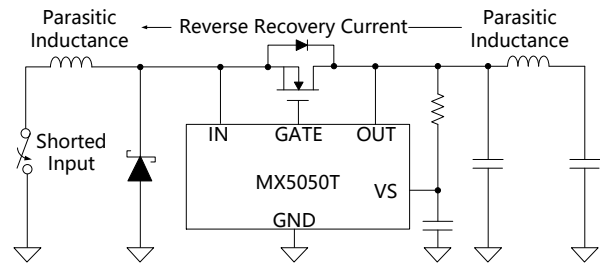 Parasitic
Inductance
Reverse Recovery Current
Parasitic
Inductance
Shorted
Input
IN
GATE
OUT
MX5050T
VS
GND